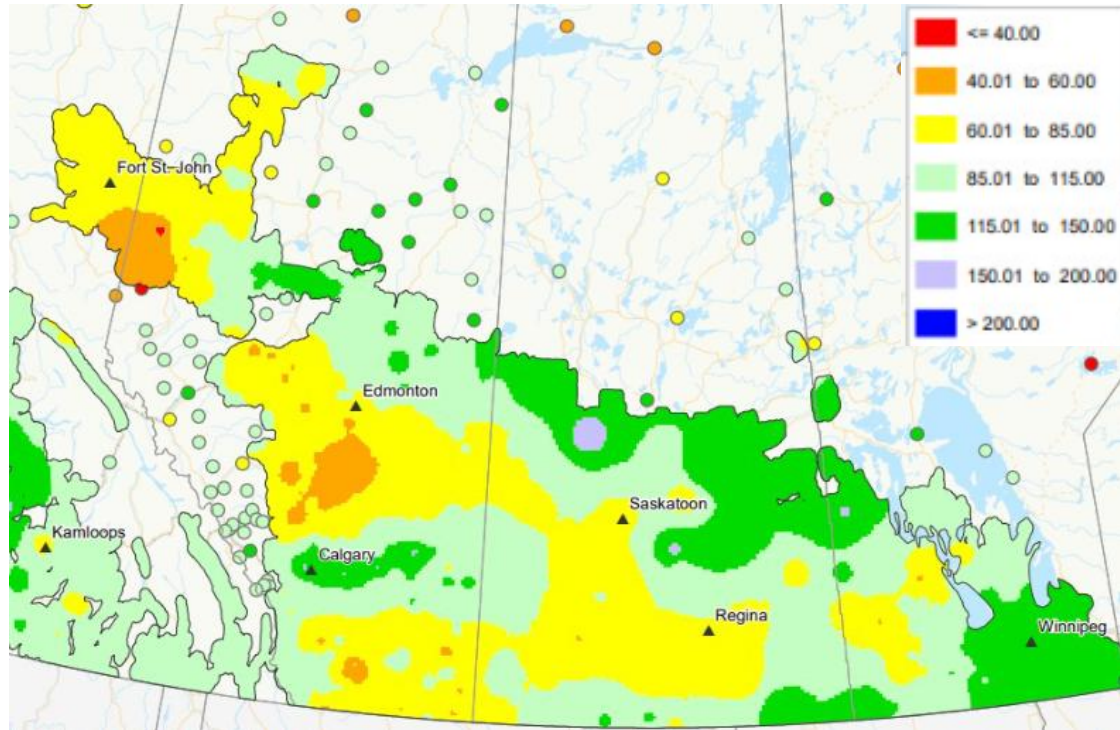 <= 40.00
40.01 to 60.00
60.01 to 85.00
85.01 to 115.00
115.01 to 150.00
150.01 to 200.00
> 200.00
Fort St. John
Edmonton
Saskatoon
Kamloops
Calgary
Regina
Winnipeg